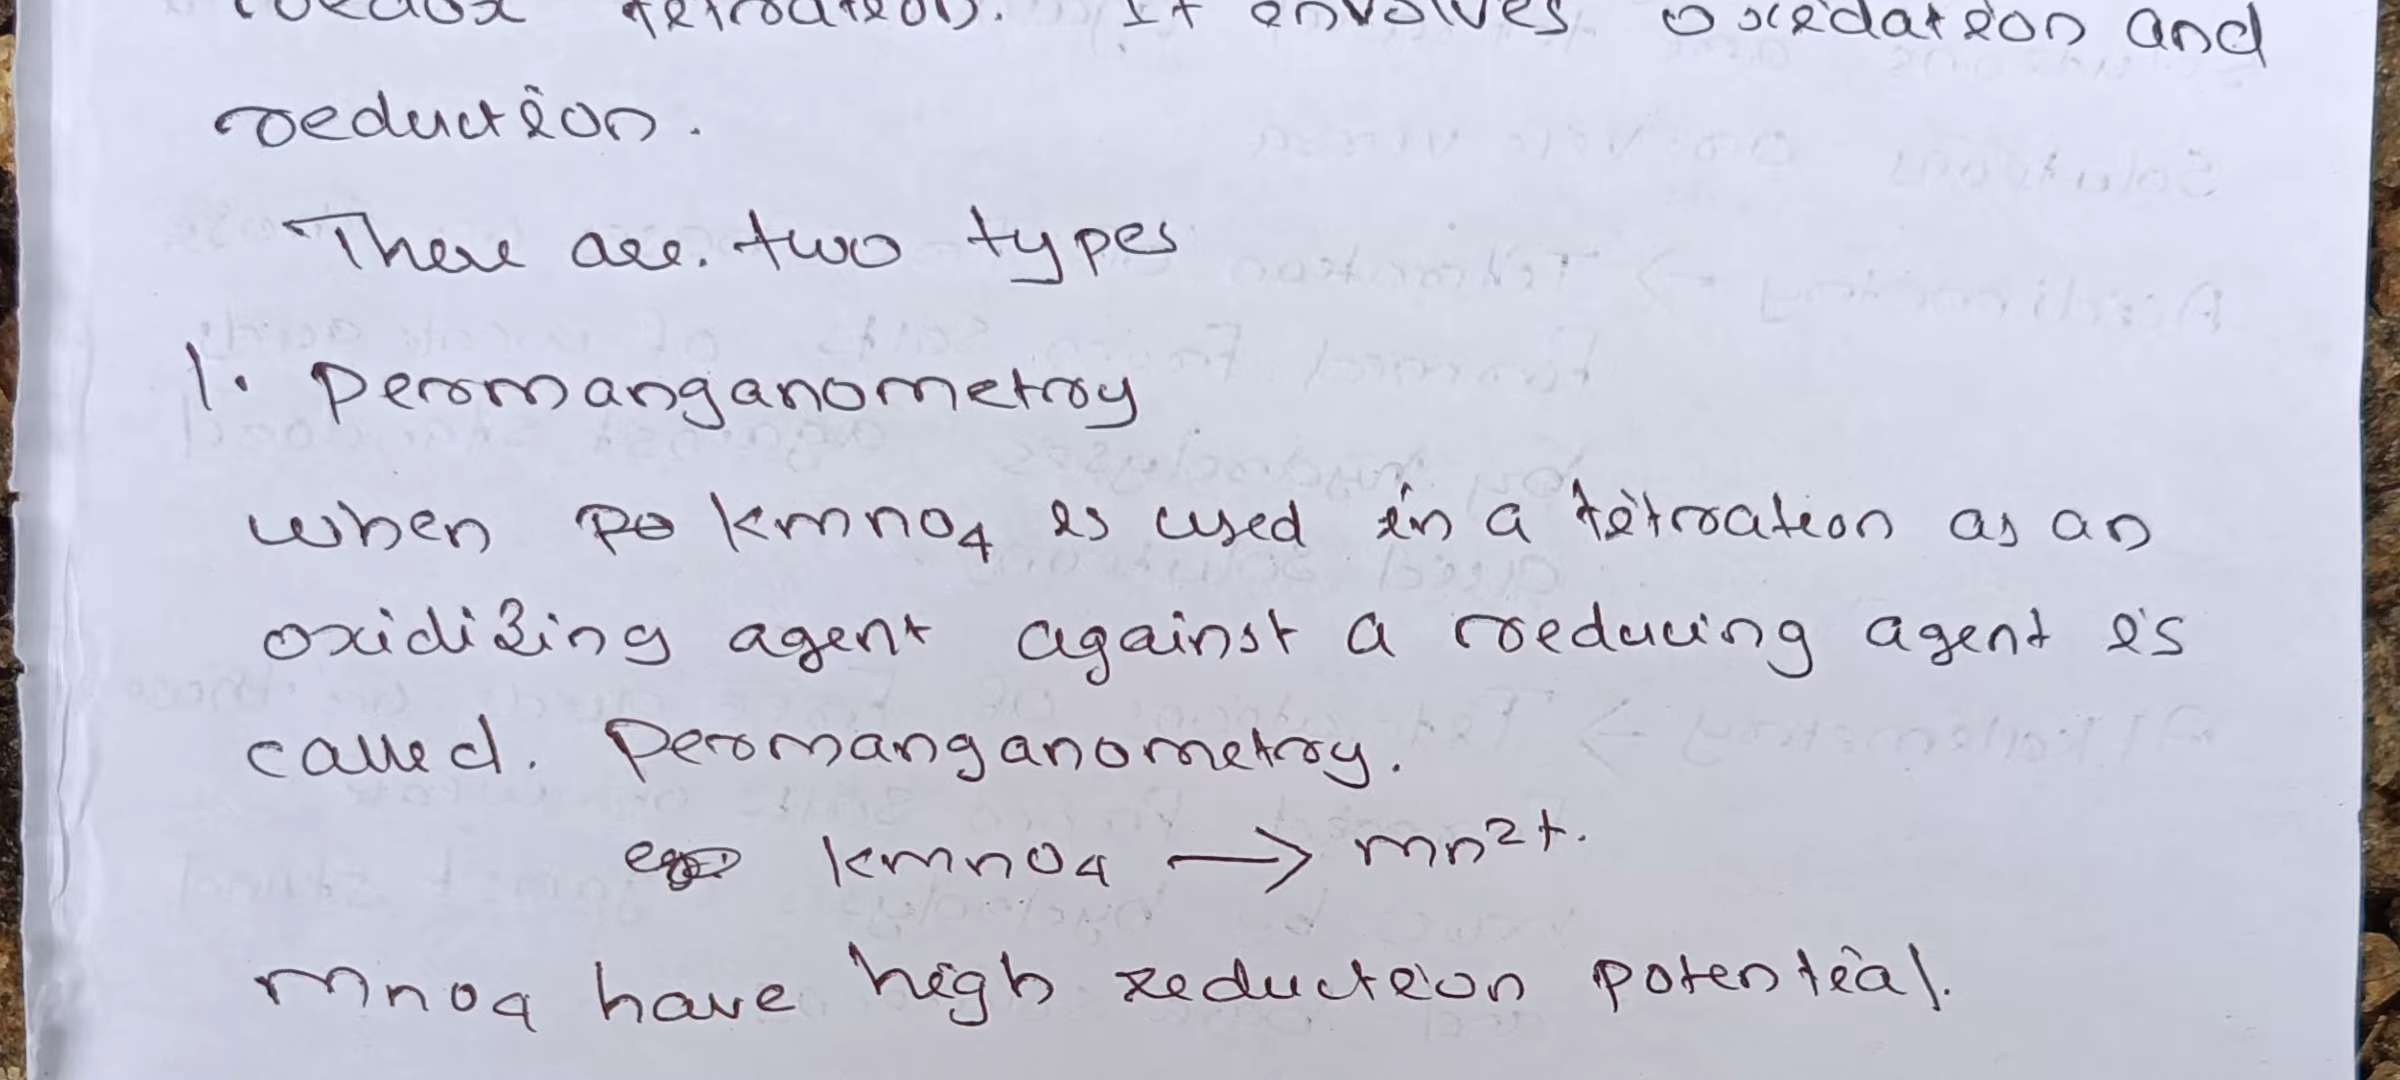 redox titration. It involves oxidation and
reduction.
There are. two types
1. Permanganometry
when kmno4 is used in a titration as an
oxidizing agent against a reducing agent is
called. Permanganometry.
eg kmno4 → mn2+.
mno4 have high reduction potential.